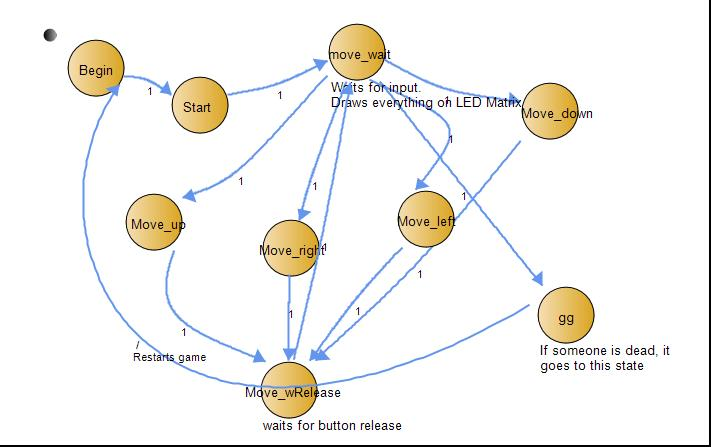 Begin
1
Start
1
move_wait
Waits for input.
Draws everything on LED Matrix
1
Move_down
1
1
1
1
Move_up
Move_right
1
Move_left
1
1
1
1
gg
If someone is dead, it
goes to this state
/
Restarts game
Move_wRelease
waits for button release